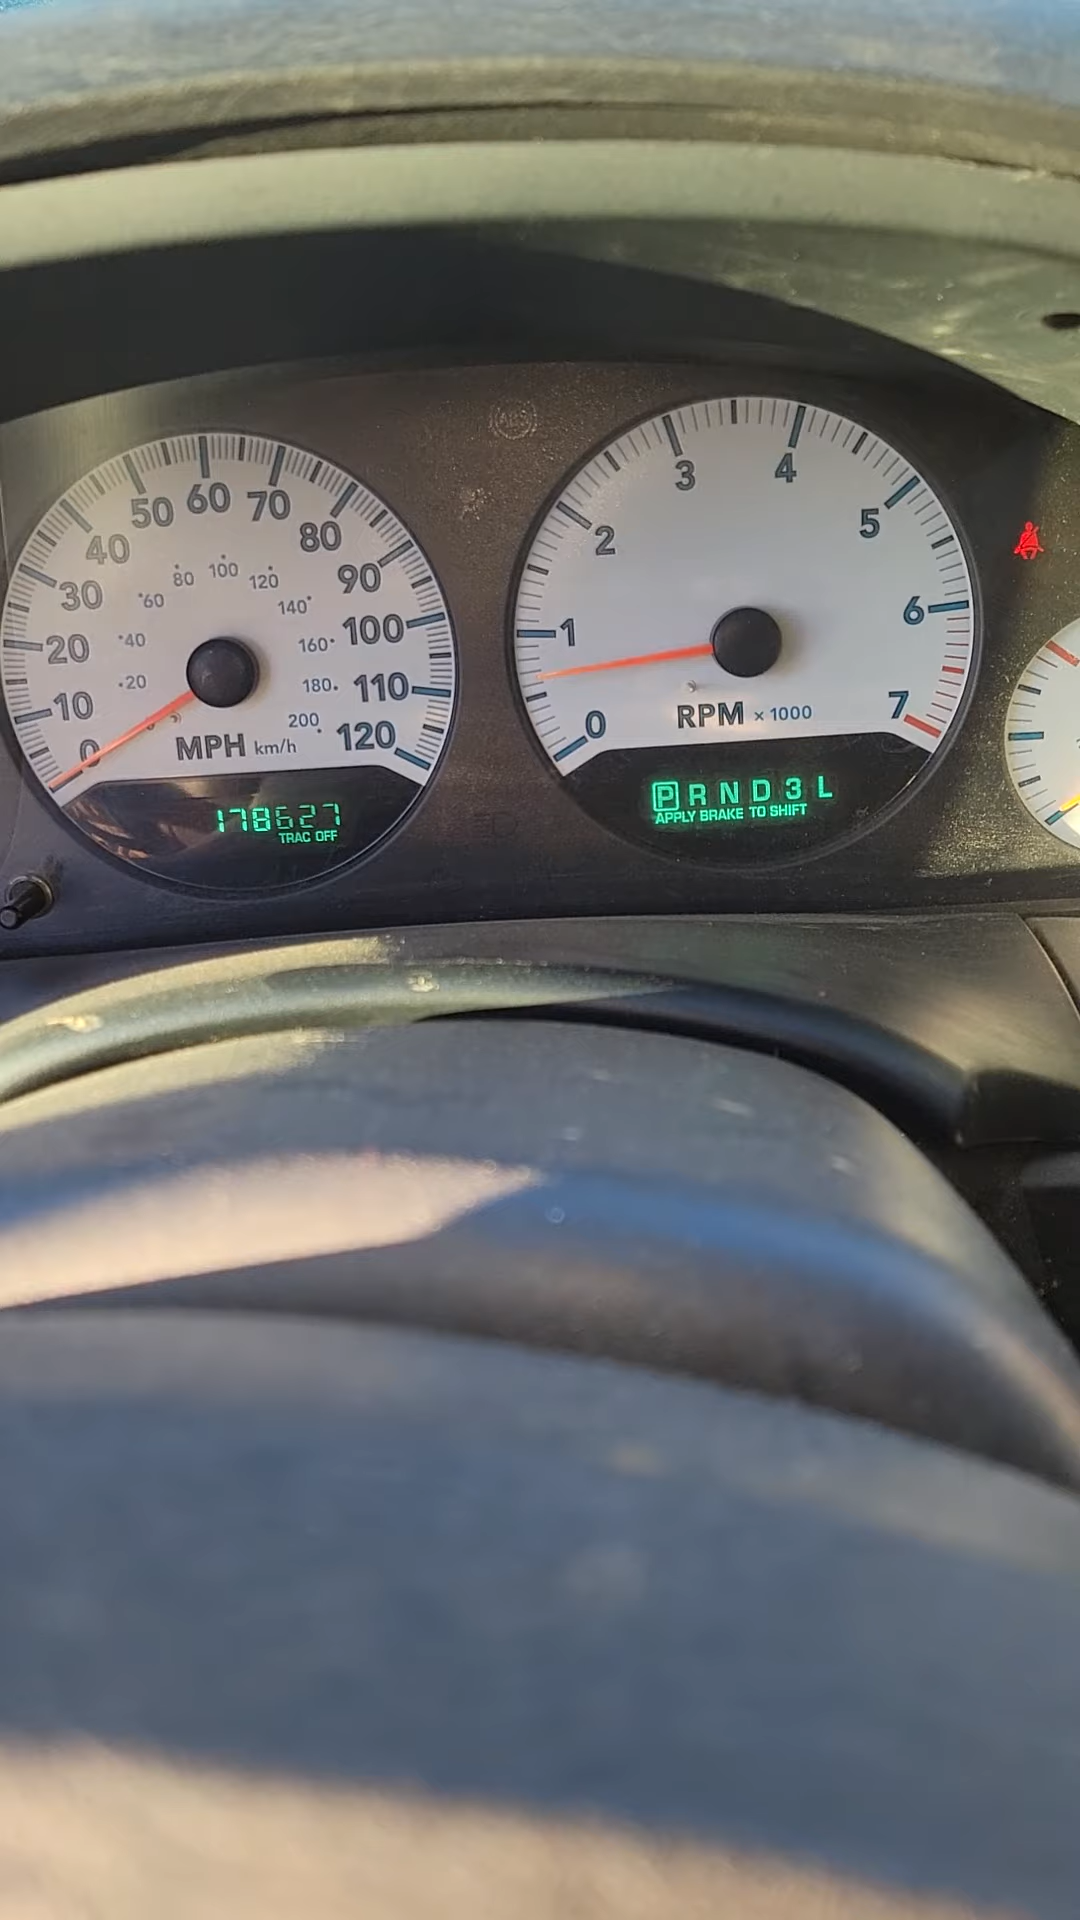 ABS
0 10 20 30 40 50 60 70 80 90 100 110 120
20 40 60 80 100 120 140 160 180 200
MPH km/h
178627
TRAC OFF
0 1 2 3 4 5 6 7
RPM x 1000
P R N D 3 L
APPLY BRAKE TO SHIFT